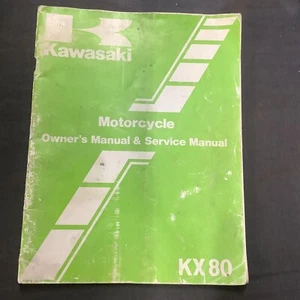 Kawasaki
Motorcycle
Owner's Manual & Service Manual
KX80